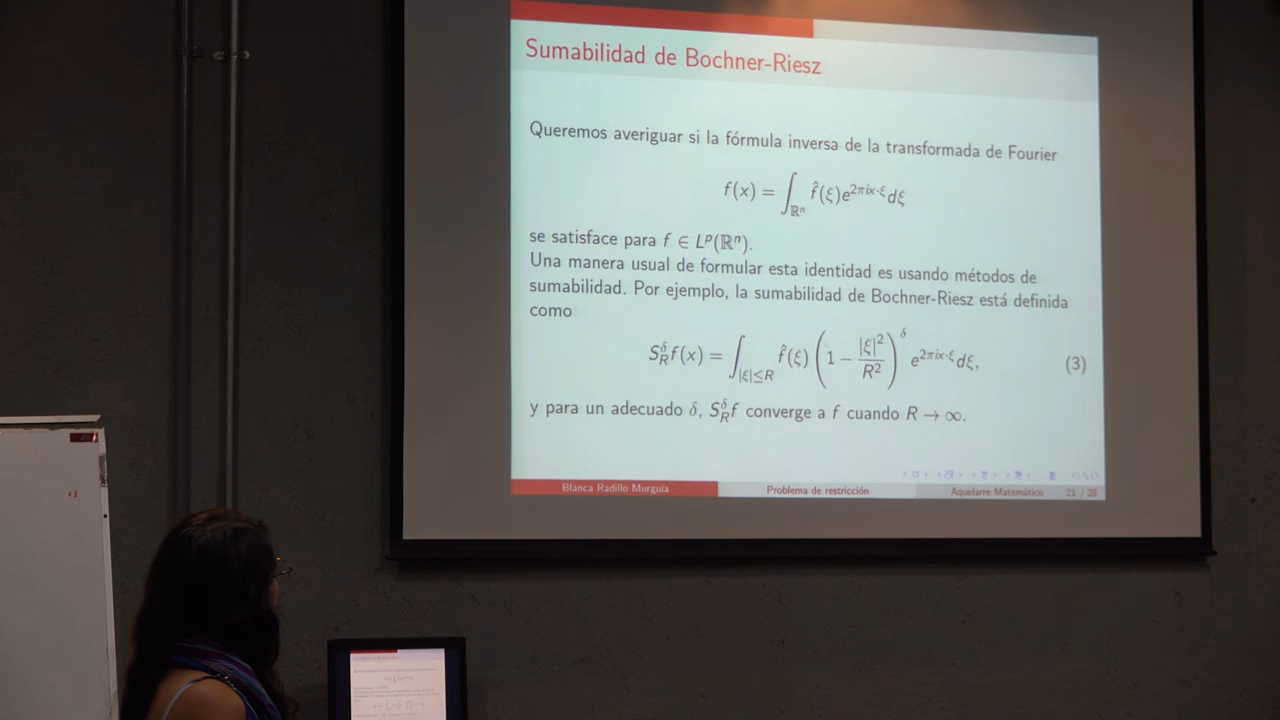 Sumabilidad de Bochner-Riesz
Queremos averiguar si la fórmula inversa de la transformada de Fourier
f(x) = ∫_{ℝⁿ} f̂(ξ)e^{2πix·ξ}dξ
se satisface para f ∈ L^p(ℝⁿ).
Una manera usual de formular esta identidad es usando métodos de
sumabilidad. Por ejemplo, la sumabilidad de Bochner-Riesz está definida
como
S_R^δ f(x) = ∫_{|ξ|≤R} f̂(ξ) (1 − |ξ|²/R²)^δ e^{2πix·ξ}dξ, (3)
y para un adecuado δ, S_R^δ f converge a f cuando R → ∞.
Blanca Radillo Murguía Problema de restricción Aquelarre Matemático 21 / 28